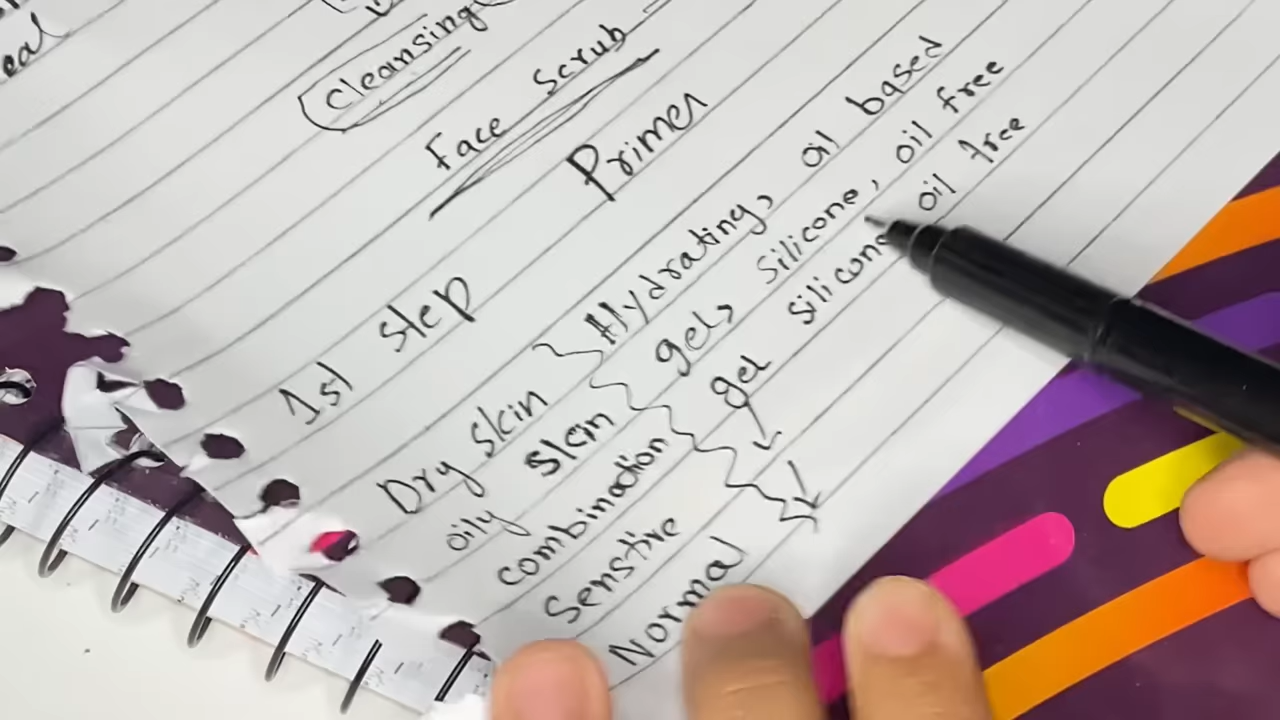 eal
Cleansing
Face Scrub
Primer
1st step
Dry skin Hydrating, oil based
oily skin gel, silicone, oil free
combination gel silicone oil free
Senstive
Normal